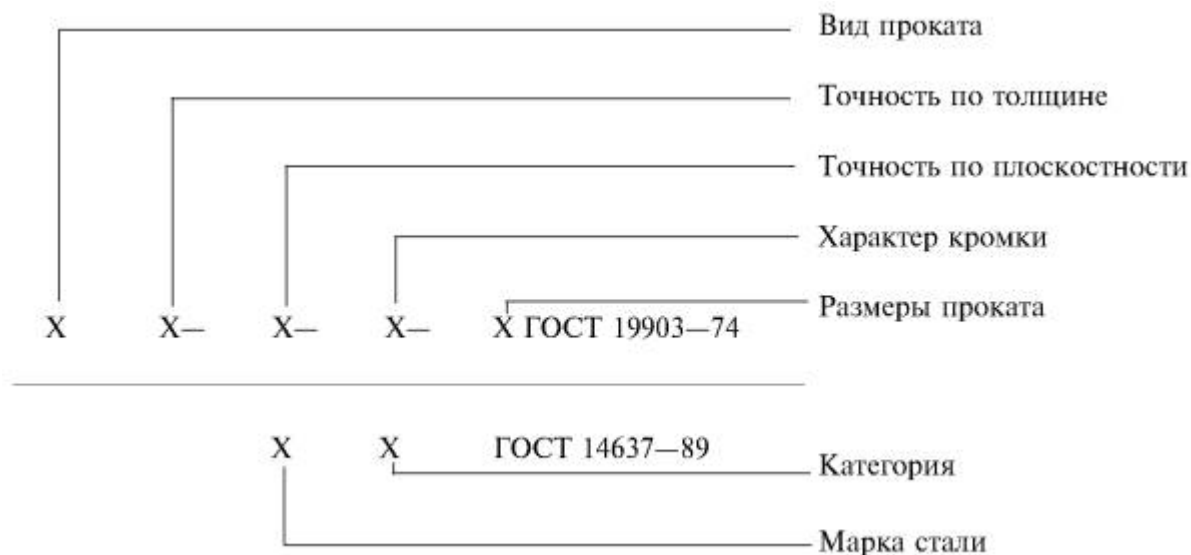 Вид проката
Точность по толщине
Точность по плоскостности
Характер кромки
Размеры проката
Х Х— Х— Х— Х ГОСТ 19903—74
Х Х ГОСТ 14637—89
Категория
Марка стали